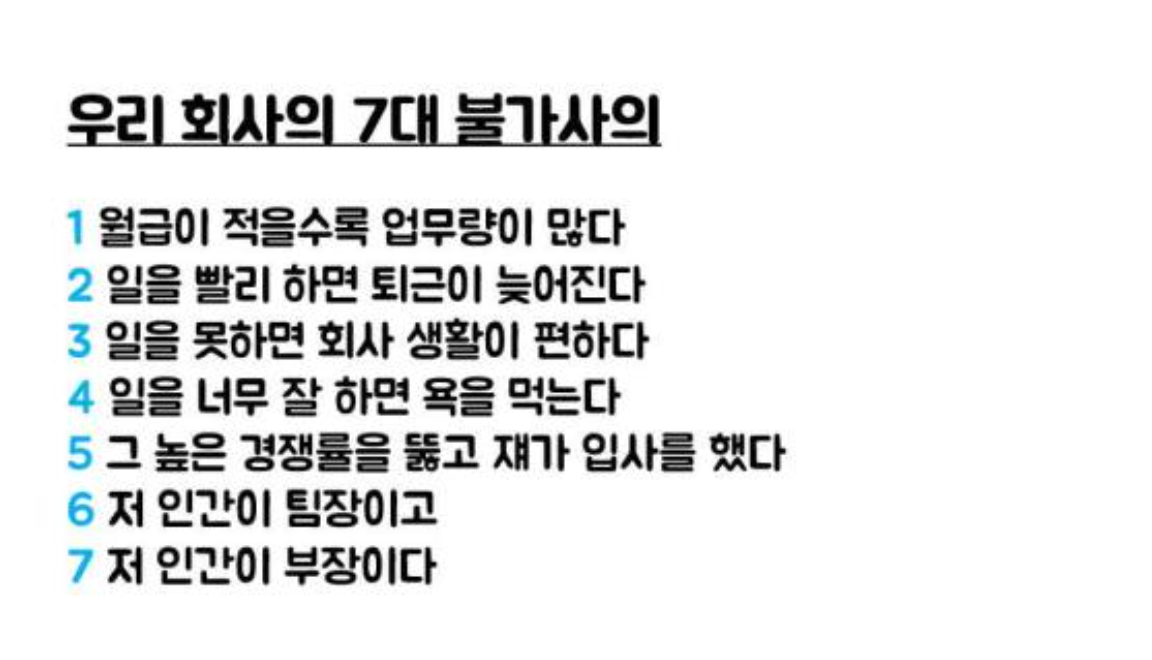 우리 회사의 7대 불가사의
1 월급이 적을수록 업무량이 많다
2 일을 빨리 하면 퇴근이 늦어진다
3 일을 못하면 회사 생활이 편하다
4 일을 너무 잘 하면 욕을 먹는다
5 그 높은 경쟁률을 뚫고 쟤가 입사를 했다
6 저 인간이 팀장이고
7 저 인간이 부장이다